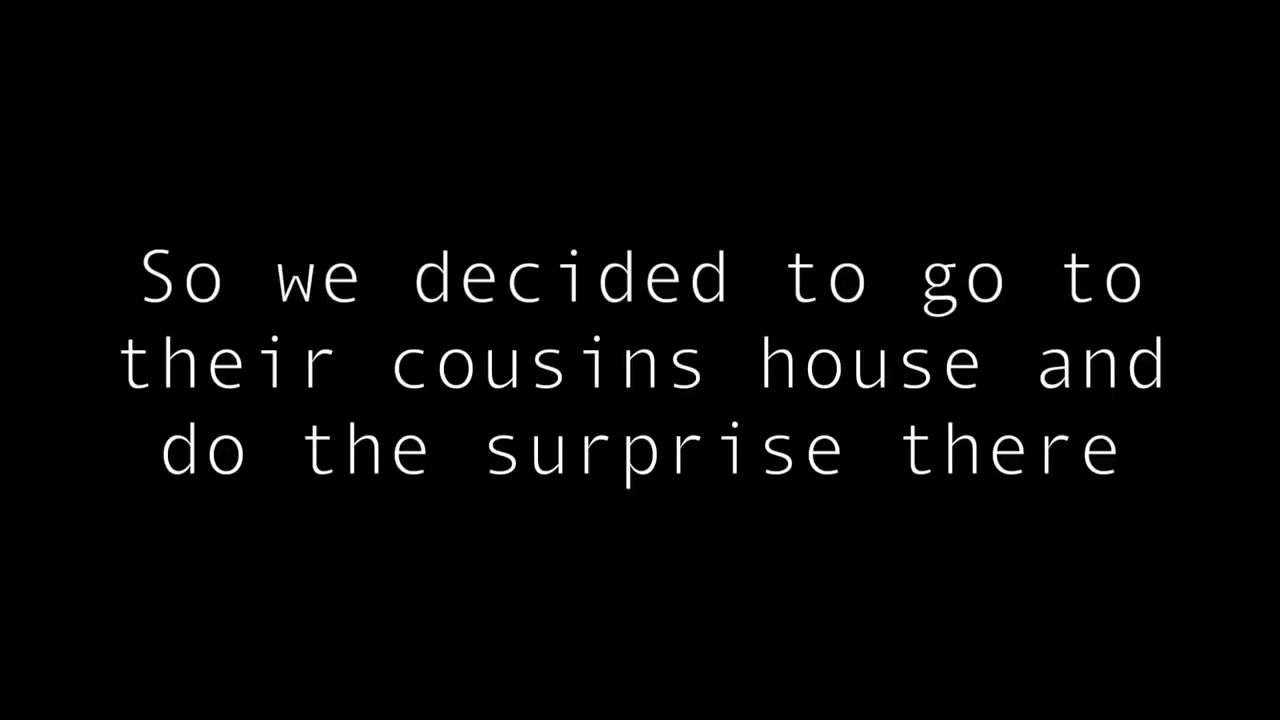 So we decided to go to
their cousins house and
do the surprise there